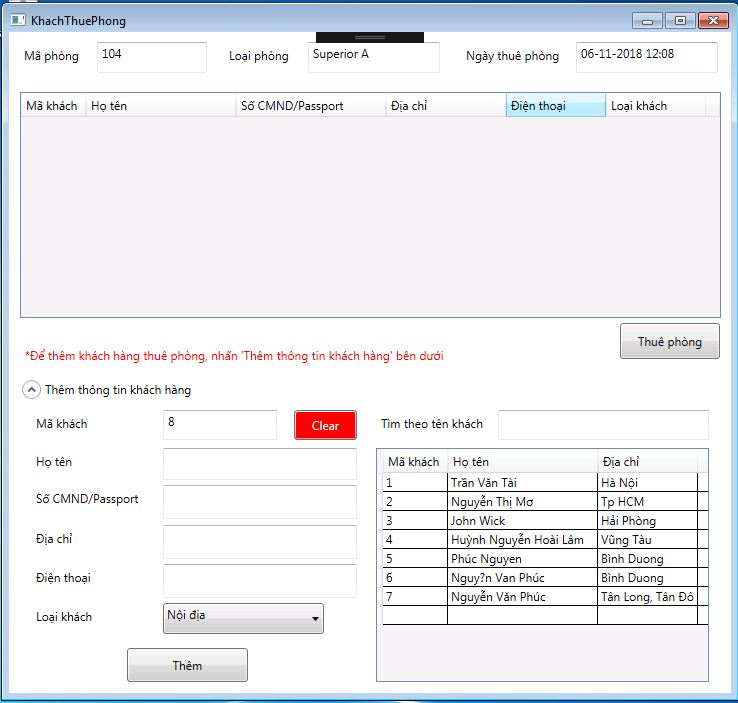 KhachThuePhong
Mã phòng 104 Loại phòng Superior A Ngày thuê phòng 06-11-2018 12:08
Mã khách Họ tên Số CMND/Passport Địa chỉ Điện thoại Loại khách
Thuê phòng
*Để thêm khách hàng thuê phòng, nhấn 'Thêm thông tin khách hàng' bên dưới
Thêm thông tin khách hàng
Mã khách 8 Clear
Họ tên
Số CMND/Passport
Địa chỉ
Điện thoại
Loại khách Nội địa
Thêm
Tìm theo tên khách
Mã khách Họ tên Địa chỉ
1 Trần Văn Tài Hà Nội
2 Nguyễn Thị Mơ Tp HCM
3 John Wick Hải Phòng
4 Huỳnh Nguyễn Hoài Lâm Vũng Tàu
5 Phúc Nguyen Bình Duong
6 Nguy?n Van Phúc Bình Duong
7 Nguyễn Văn Phúc Tân Long, Tân Đô